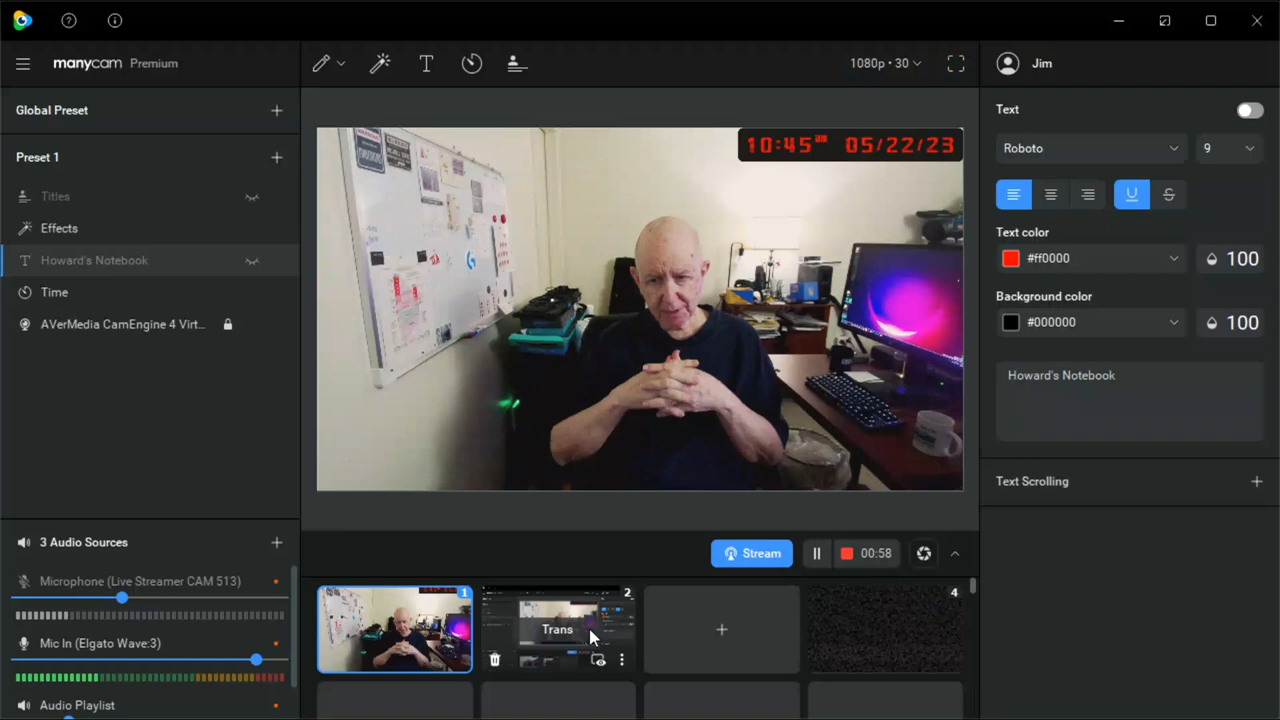 manycam Premium
1080p • 30
Jim
Global Preset
Preset 1
Titles
Effects
Howard's Notebook
Time
AVerMedia CamEngine 4 Virt...
10:45 AM 05/22/23
Text
Roboto
9
Text color
#ff0000
100
Background color
#000000
100
Howard's Notebook
Text Scrolling
3 Audio Sources
Microphone (Live Streamer CAM 513)
Mic In (Elgato Wave:3)
Audio Playlist
Stream
00:58
1
2
Trans
4